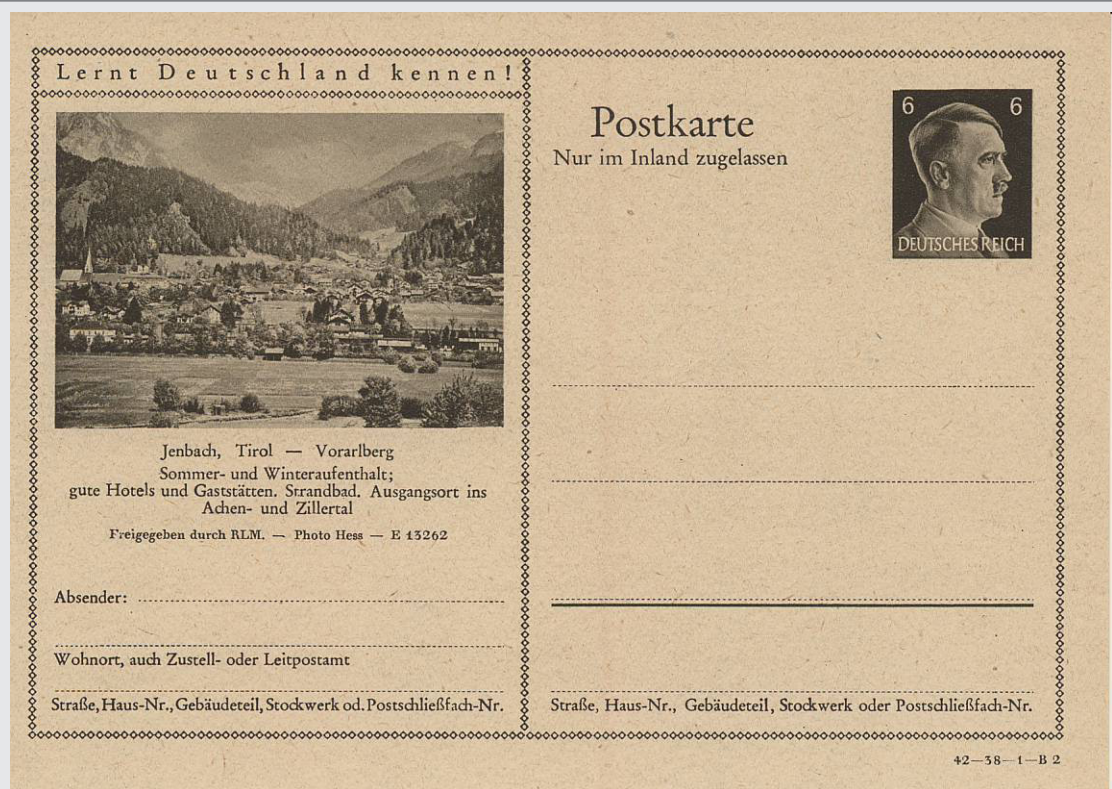 Lernt Deutschland kennen!
Jenbach, Tirol — Vorarlberg
Sommer- und Winteraufenthalt;
gute Hotels und Gaststätten. Strandbad. Ausgangsort ins
Achen- und Zillertal
Freigegeben durch RLM. — Photo Hess — E 13262
Absender:
Wohnort, auch Zustell- oder Leitpostamt
Straße, Haus-Nr., Gebäudeteil, Stockwerk od. Postschließfach-Nr.
Postkarte
Nur im Inland zugelassen
6 6
DEUTSCHES REICH
Straße, Haus-Nr., Gebäudeteil, Stockwerk oder Postschließfach-Nr.
42—38—1—B 2